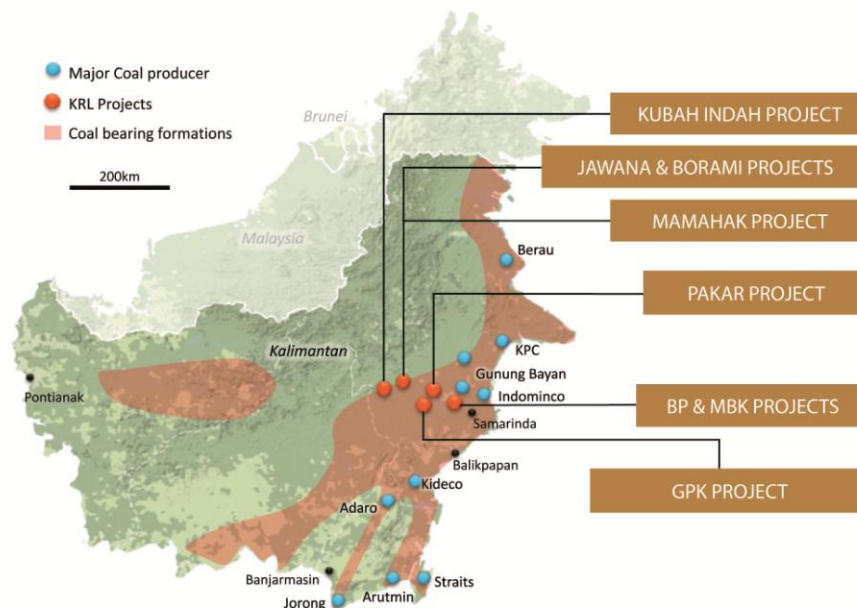 Major Coal producer
KRL Projects
Coal bearing formations
200km
Brunei
Malaysia
Kalimantan
Pontianak
Berau
KPC
Gunung Bayan
Indominco
Samarinda
Balikpapan
Kideco
Adaro
Banjarmasin
Jorong
Arutmin
Straits
KUBAH INDAH PROJECT
JAWANA & BORAMI PROJECTS
MAMAHAK PROJECT
PAKAR PROJECT
BP & MBK PROJECTS
GPK PROJECT